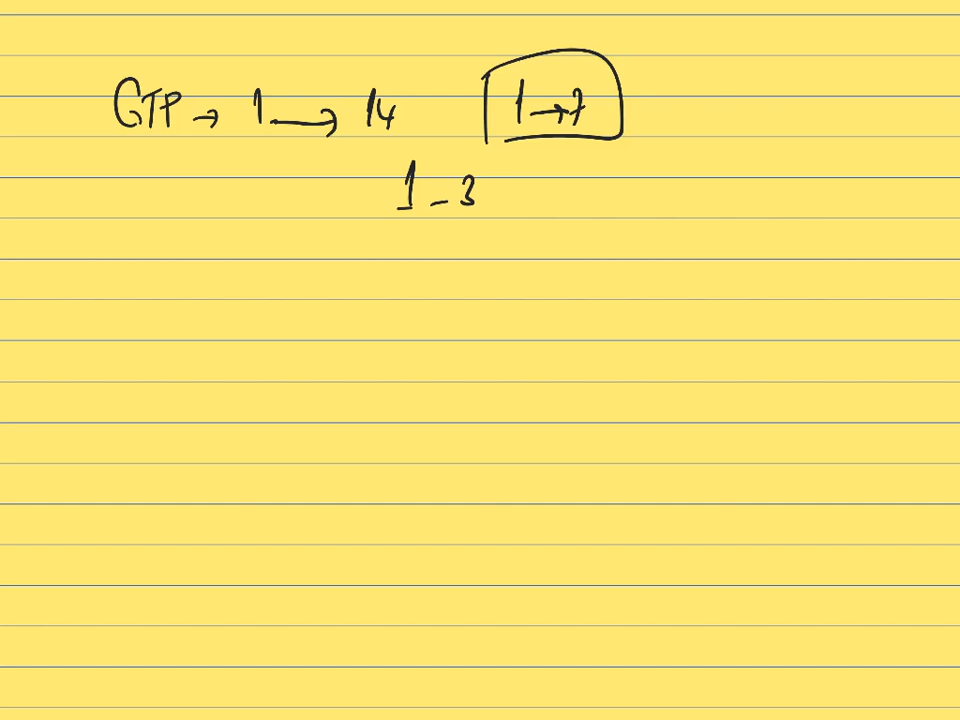 GTP → 1 → 14 1 → 7
1 - 3